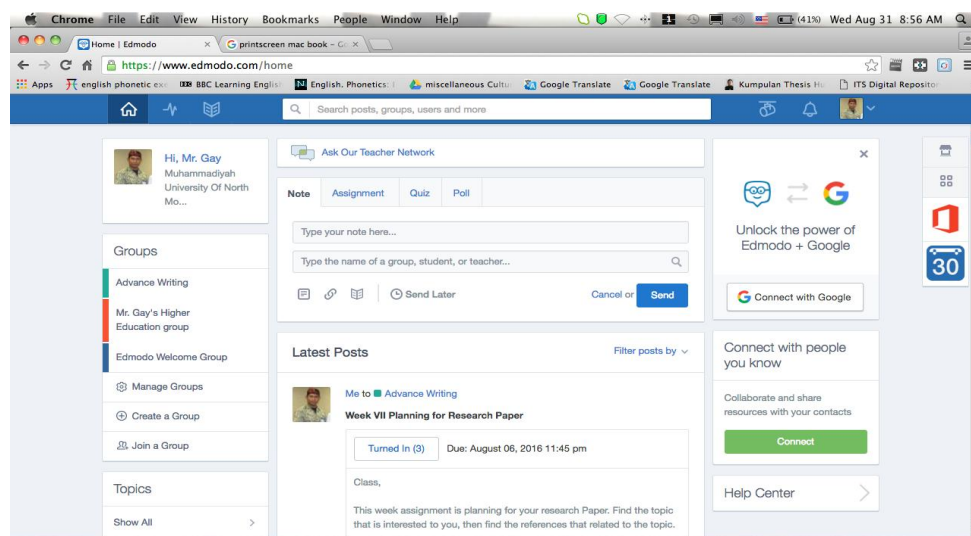 Chrome File Edit View History Bookmarks People Window Help (41%) Wed Aug 31 8:56 AM
Home | Edmodo × printscreen mac book – G ×
https://www.edmodo.com/home
Apps english phonetic exe BBC Learning Englis English. Phonetics: miscellaneous Cultu Google Translate Google Translate Kumpulan Thesis Hu ITS Digital Repositor
Search posts, groups, users and more
Hi, Mr. Gay
Muhammadiyah
University Of North
Mo...
Groups
Advance Writing
Mr. Gay's Higher
Education group
Edmodo Welcome Group
Manage Groups
Create a Group
Join a Group
Topics
Show All
Ask Our Teacher Network
Note Assignment Quiz Poll
Type your note here...
Type the name of a group, student, or teacher...
Send Later Cancel or Send
Latest Posts Filter posts by
Me to Advance Writing
Week VII Planning for Research Paper
Turned In (3) Due: August 06, 2016 11:45 pm
Class,
This week assignment is planning for your research Paper. Find the topic
that is interested to you, then find the references that related to the topic.
Unlock the power of
Edmodo + Google
Connect with Google
Connect with people
you know
Collaborate and share
resources with your contacts
Connect
Help Center
30